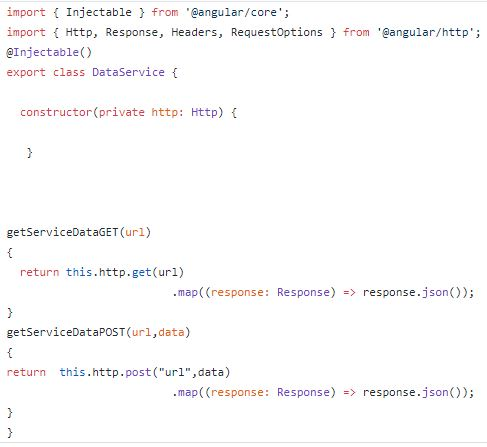 import { Injectable } from '@angular/core';
import { Http, Response, Headers, RequestOptions } from '@angular/http';
@Injectable()
export class DataService {
constructor(private http: Http) {
}
getServiceDataGET(url)
{
return this.http.get(url)
.map((response: Response) => response.json());
}
getServiceDataPOST(url,data)
{
return  this.http.post("url",data)
.map((response: Response) => response.json());
}
}